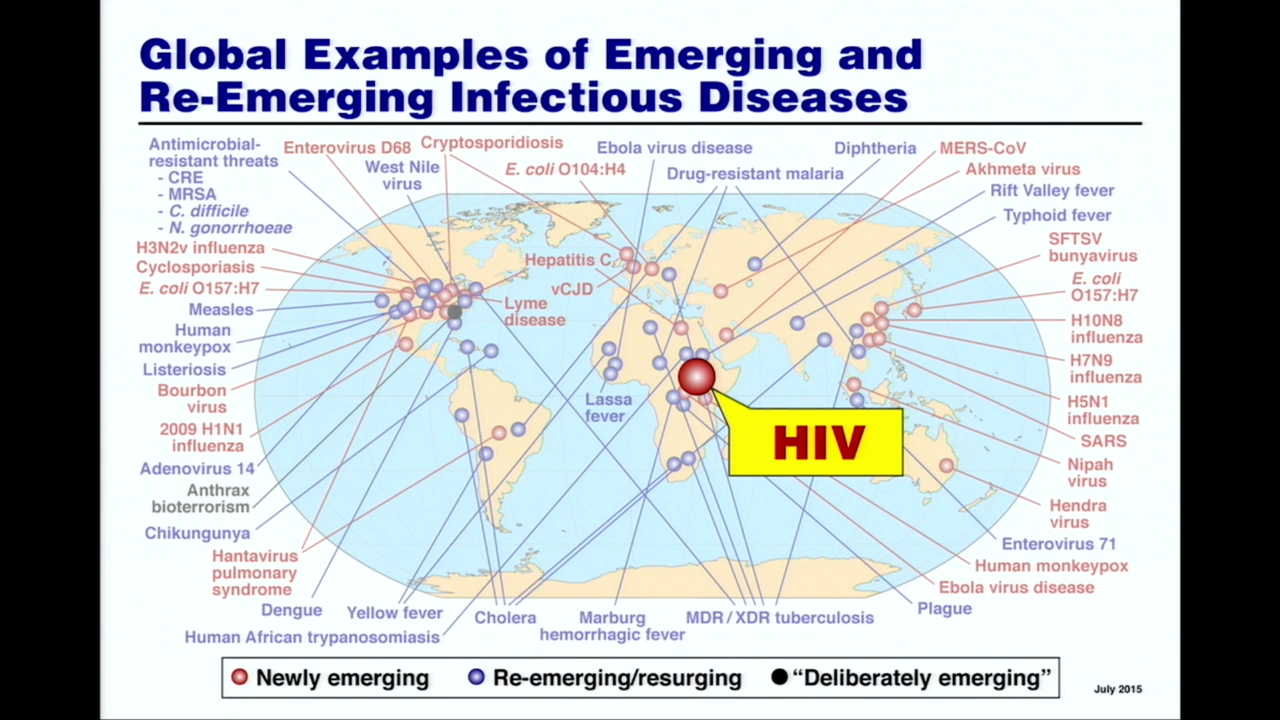 Global Examples of Emerging and
Re-Emerging Infectious Diseases
Antimicrobial-
resistant threats
- CRE
- MRSA
- C. difficile
- N. gonorrhoeae
Enterovirus D68
Cryptosporidiosis
West Nile
virus
E. coli O104:H4
Ebola virus disease
Drug-resistant malaria
Diphtheria
MERS-CoV
Akhmeta virus
Rift Valley fever
Typhoid fever
SFTSV
bunyavirus
E. coli
O157:H7
H10N8
influenza
H7N9
influenza
H5N1
influenza
SARS
Nipah
virus
Hendra
virus
Enterovirus 71
Human monkeypox
Ebola virus disease
Plague
H3N2v influenza
Cyclosporiasis
E. coli O157:H7
Measles
Human
monkeypox
Listeriosis
Bourbon
virus
2009 H1N1
influenza
Adenovirus 14
Anthrax
bioterrorism
Chikungunya
Hantavirus
pulmonary
syndrome
Dengue
Yellow fever
Human African trypanosomiasis
Cholera
Marburg
hemorrhagic fever
MDR/XDR tuberculosis
Hepatitis C
vCJD
Lyme
disease
Lassa
fever
HIV
Newly emerging
Re-emerging/resurging
“Deliberately emerging”
July 2015